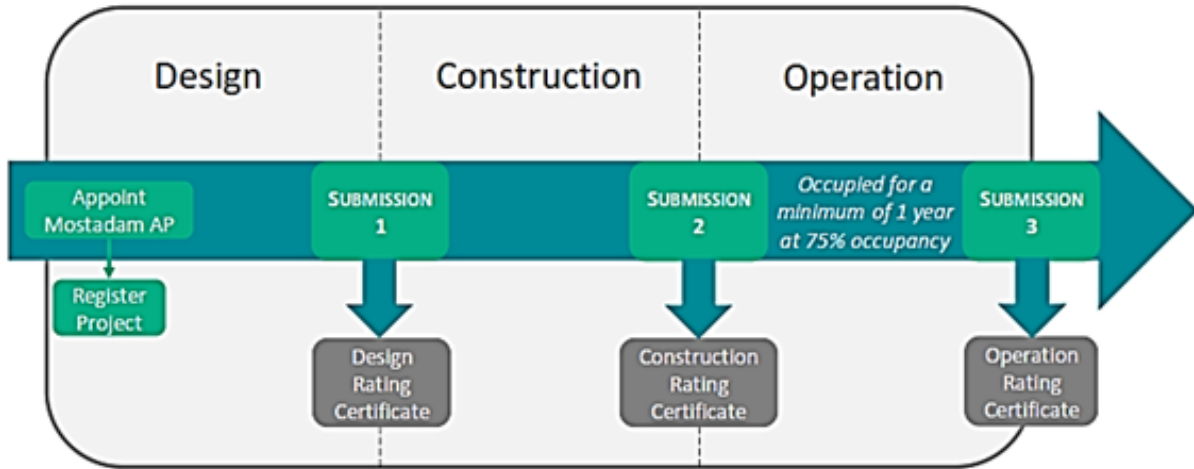 Design
Construction
Operation
Appoint
Mostadam AP
Register
Project
SUBMISSION
1
SUBMISSION
2
Occupied for a
minimum of 1 year
at 75% occupancy
SUBMISSION
3
Design
Rating
Certificate
Construction
Rating
Certificate
Operation
Rating
Certificate